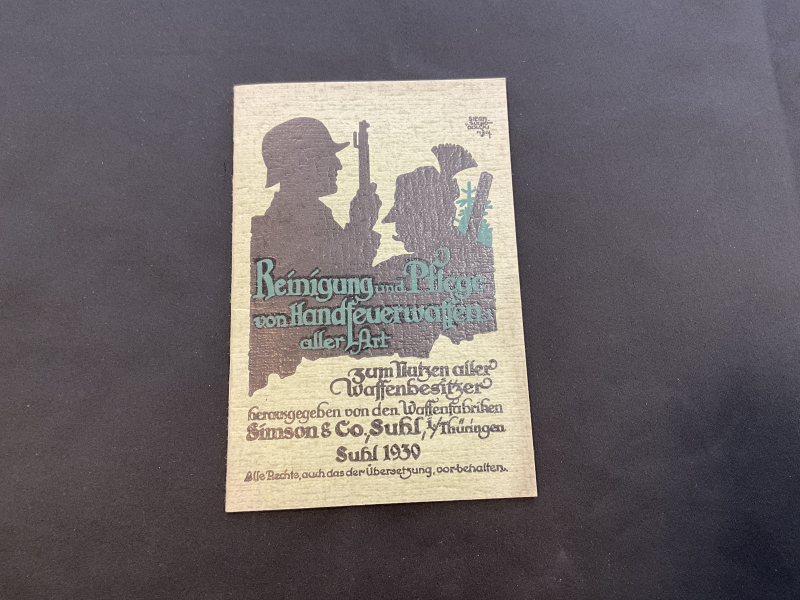 Reinigung und Pflege
von Handfeuerwaffen
aller Art
zum Nutzen aller
Waffenbesitzer
herausgegeben von den Waffenfabriken
Simson & Co, Suhl, i/Thüringen
Suhl 1930
Alle Rechte, auch das der Übersetzung, vorbehalten.